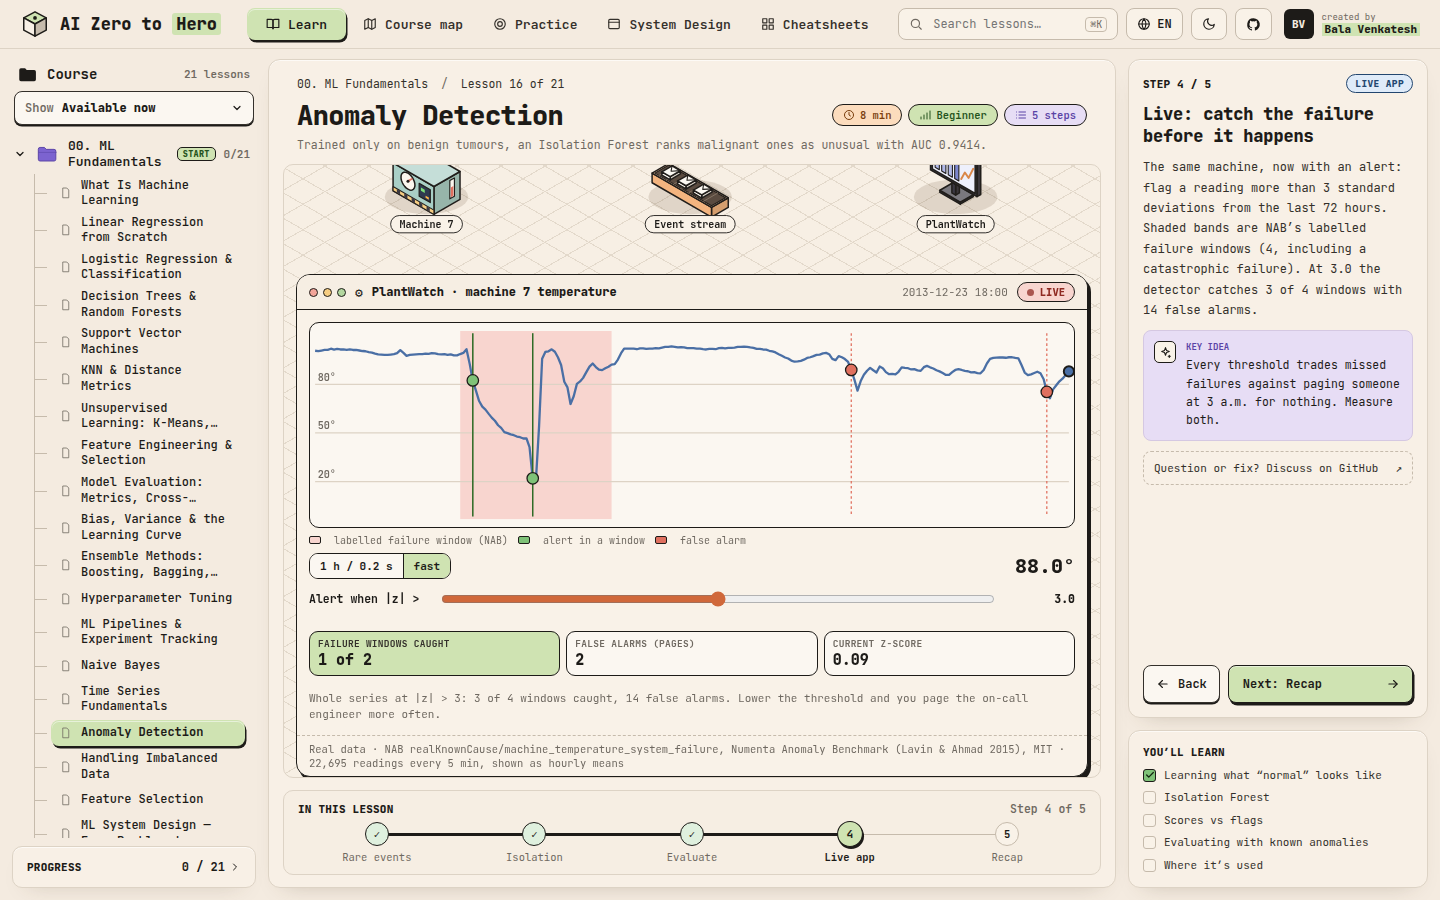 AI Zero to Hero
Learn
Course map
Practice
System Design
Cheatsheets
Search lessons…
⌘K
EN
BV
created by
Bala Venkatesh
Course
21 lessons
Show Available now
00. ML
Fundamentals
START
0/21
What Is Machine
Learning
Linear Regression
from Scratch
Logistic Regression &
Classification
Decision Trees &
Random Forests
Support Vector
Machines
KNN & Distance
Metrics
Unsupervised
Learning: K-Means,…
Feature Engineering &
Selection
Model Evaluation:
Metrics, Cross-…
Bias, Variance & the
Learning Curve
Ensemble Methods:
Boosting, Bagging,…
Hyperparameter Tuning
ML Pipelines &
Experiment Tracking
Naive Bayes
Time Series
Fundamentals
Anomaly Detection
Handling Imbalanced
Data
Feature Selection
ML System Design —
PROGRESS
0 / 21
00. ML Fundamentals / Lesson 16 of 21
Anomaly Detection
8 min
Beginner
5 steps
Trained only on benign tumours, an Isolation Forest ranks malignant ones as unusual with AUC 0.9414.
Machine 7
Event stream
PlantWatch
PlantWatch · machine 7 temperature
2013-12-23 18:00
LIVE
80°
50°
20°
labelled failure window (NAB)
alert in a window
false alarm
1 h / 0.2 s
fast
88.0°
Alert when |z| >
3.0
FAILURE WINDOWS CAUGHT
1 of 2
FALSE ALARMS (PAGES)
2
CURRENT Z-SCORE
0.09
Whole series at |z| > 3: 3 of 4 windows caught, 14 false alarms. Lower the threshold and you page the on-call
engineer more often.
Real data · NAB realKnownCause/machine_temperature_system_failure, Numenta Anomaly Benchmark (Lavin & Ahmad 2015), MIT ·
22,695 readings every 5 min, shown as hourly means
IN THIS LESSON
Step 4 of 5
✓
✓
✓
4
5
Rare events
Isolation
Evaluate
Live app
Recap
STEP 4 / 5
LIVE APP
Live: catch the failure
before it happens
The same machine, now with an alert:
flag a reading more than 3 standard
deviations from the last 72 hours.
Shaded bands are NAB’s labelled
failure windows (4, including a
catastrophic failure). At 3.0 the
detector catches 3 of 4 windows with
14 false alarms.
KEY IDEA
Every threshold trades missed
failures against paging someone
at 3 a.m. for nothing. Measure
both.
Question or fix? Discuss on GitHub ↗
← Back
Next: Recap →
YOU’LL LEARN
Learning what “normal” looks like
Isolation Forest
Scores vs flags
Evaluating with known anomalies
Where it’s used